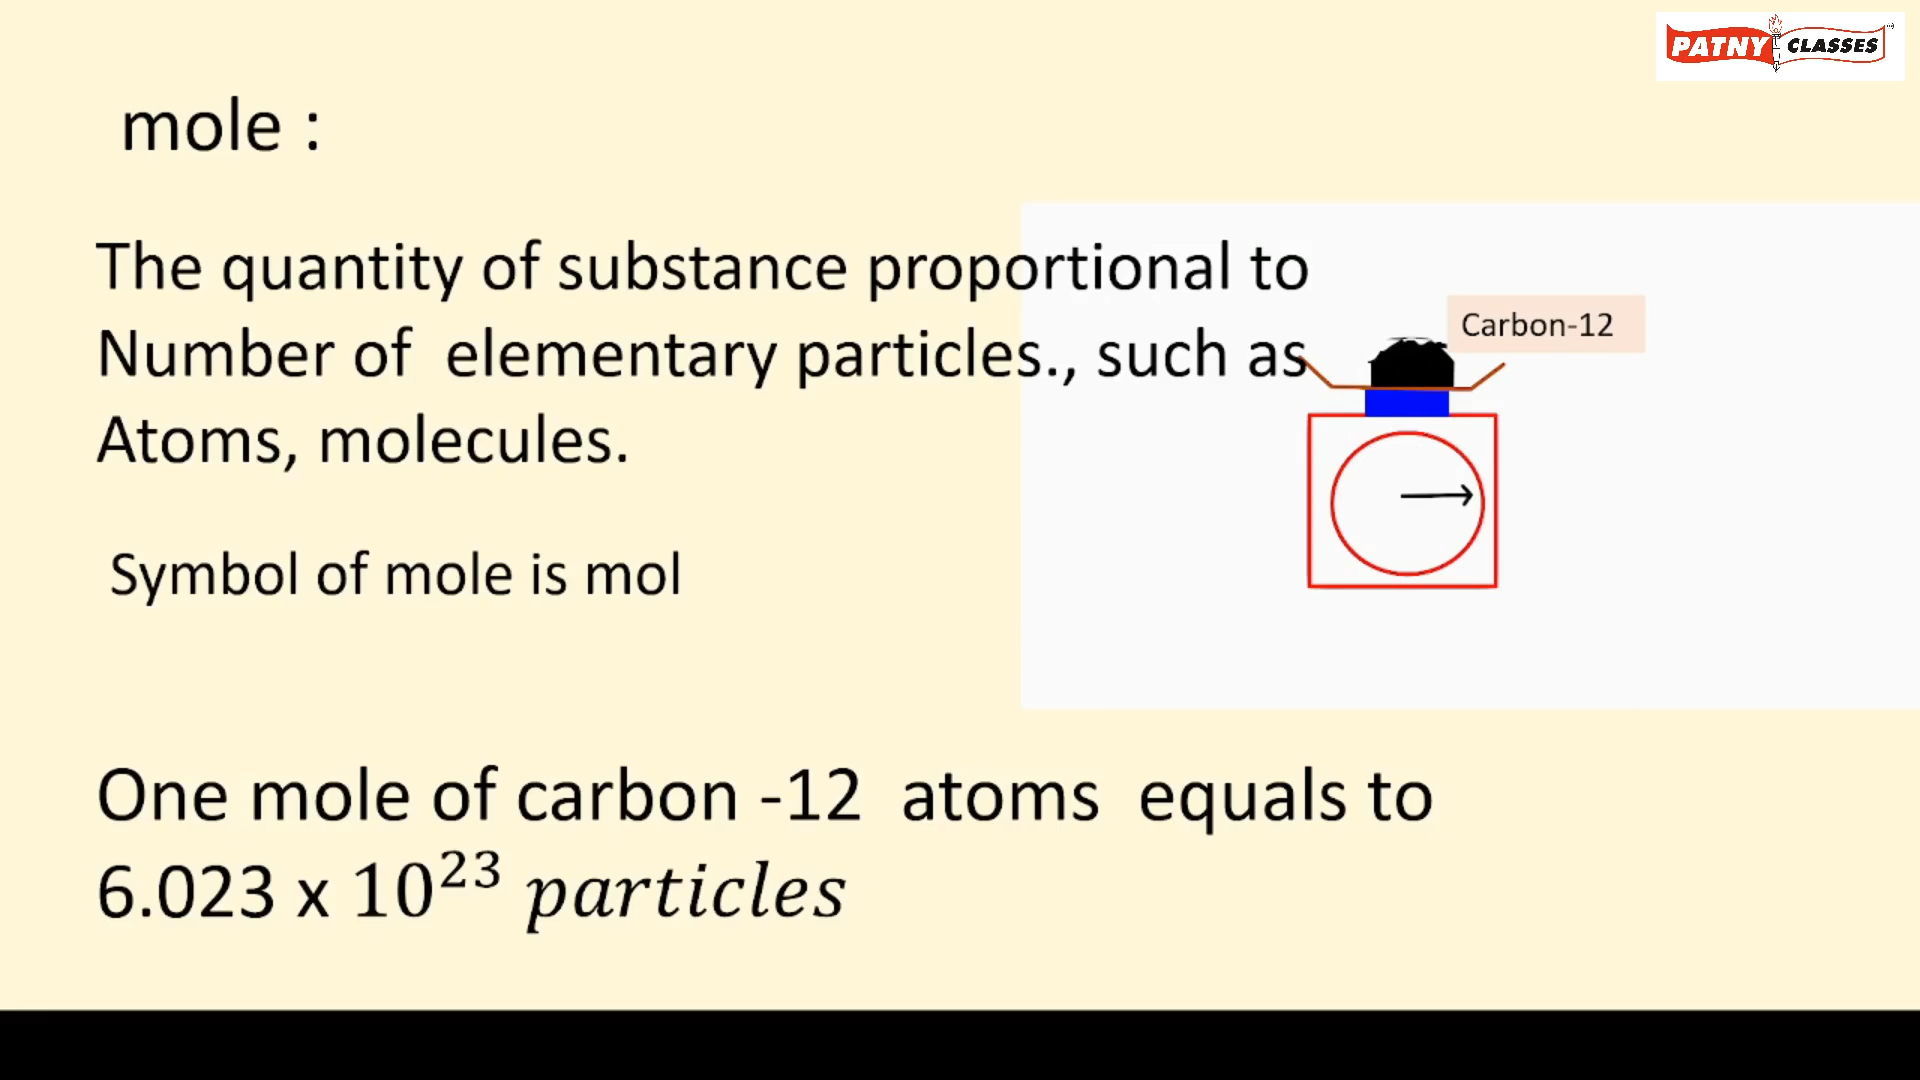 PATNY CLASSES
mole :
The quantity of substance proportional to
Number of elementary particles., such as
Atoms, molecules.
Carbon-12
Symbol of mole is mol
One mole of carbon -12 atoms equals to
6.023 x 10²³ particles